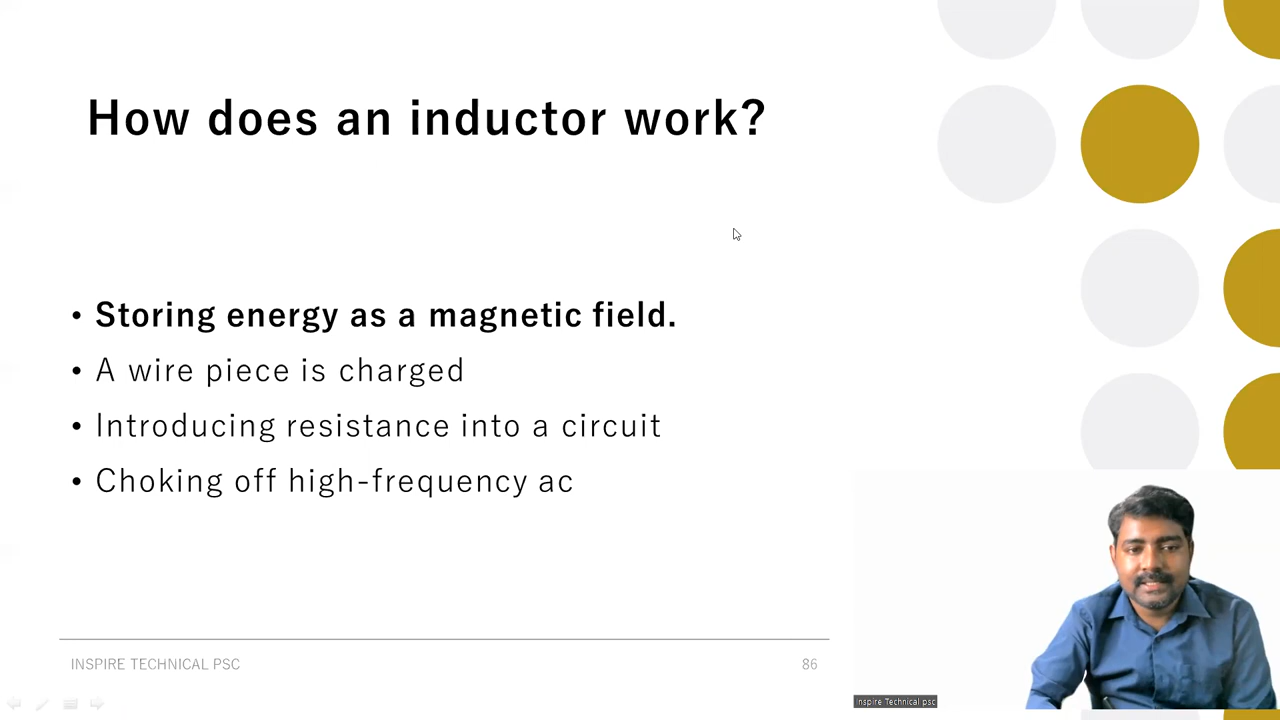 How does an inductor work?
• Storing energy as a magnetic field.
• A wire piece is charged
• Introducing resistance into a circuit
• Choking off high-frequency ac
INSPIRE TECHNICAL PSC
86
Inspire Technical psc